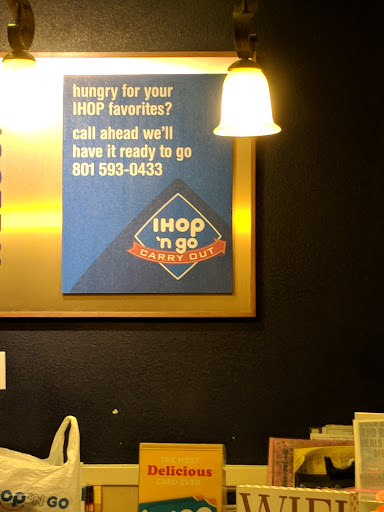 hungry for your
IHOP favorites?
call ahead we'll
have it ready to go
801 593-0433
IHOP
'n go
CARRY OUT
THE MOST
Delicious
CARD EVER
'N GO